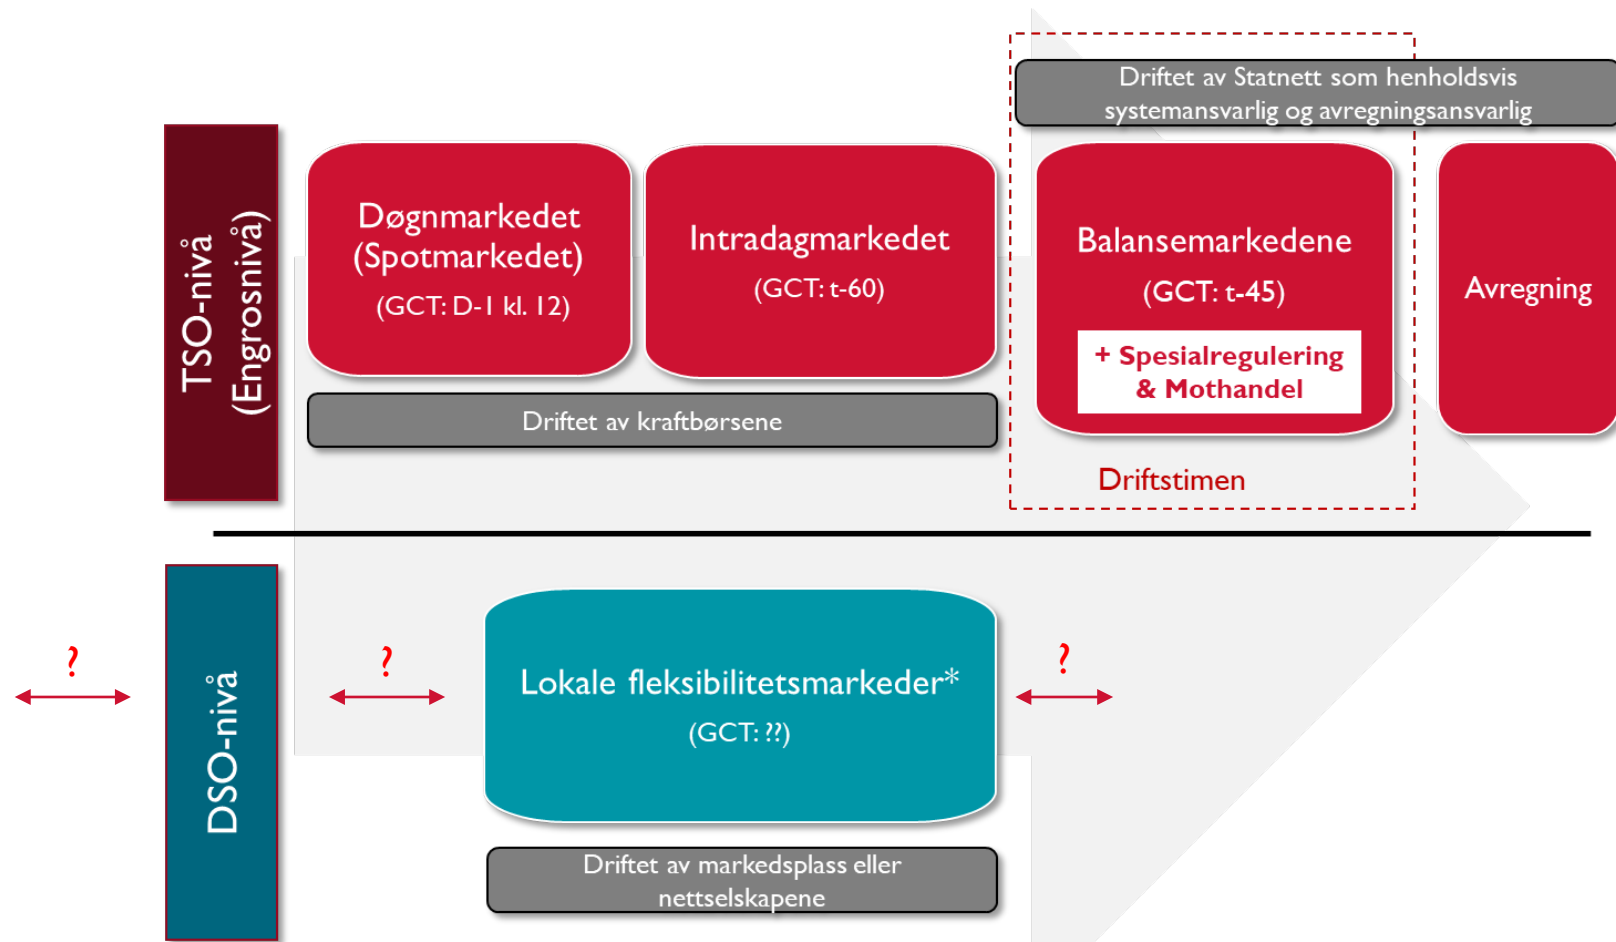 Driftet av Statnett som henholdsvis
systemansvarlig og avregningsansvarlig
TSO-nivå
(Engrosnivå)
Døgnmarkedet
(Spotmarkedet)
(GCT: D-1 kl. 12)
Intradagmarkedet
(GCT: t-60)
Balansemarkedene
(GCT: t-45)
+ Spesialregulering
& Mothandel
Avregning
Driftet av kraftbørsene
Driftstimen
DSO-nivå
?
?
Lokale fleksibilitetsmarkeder*
(GCT: ??)
?
Driftet av markedsplass eller
nettselskapene